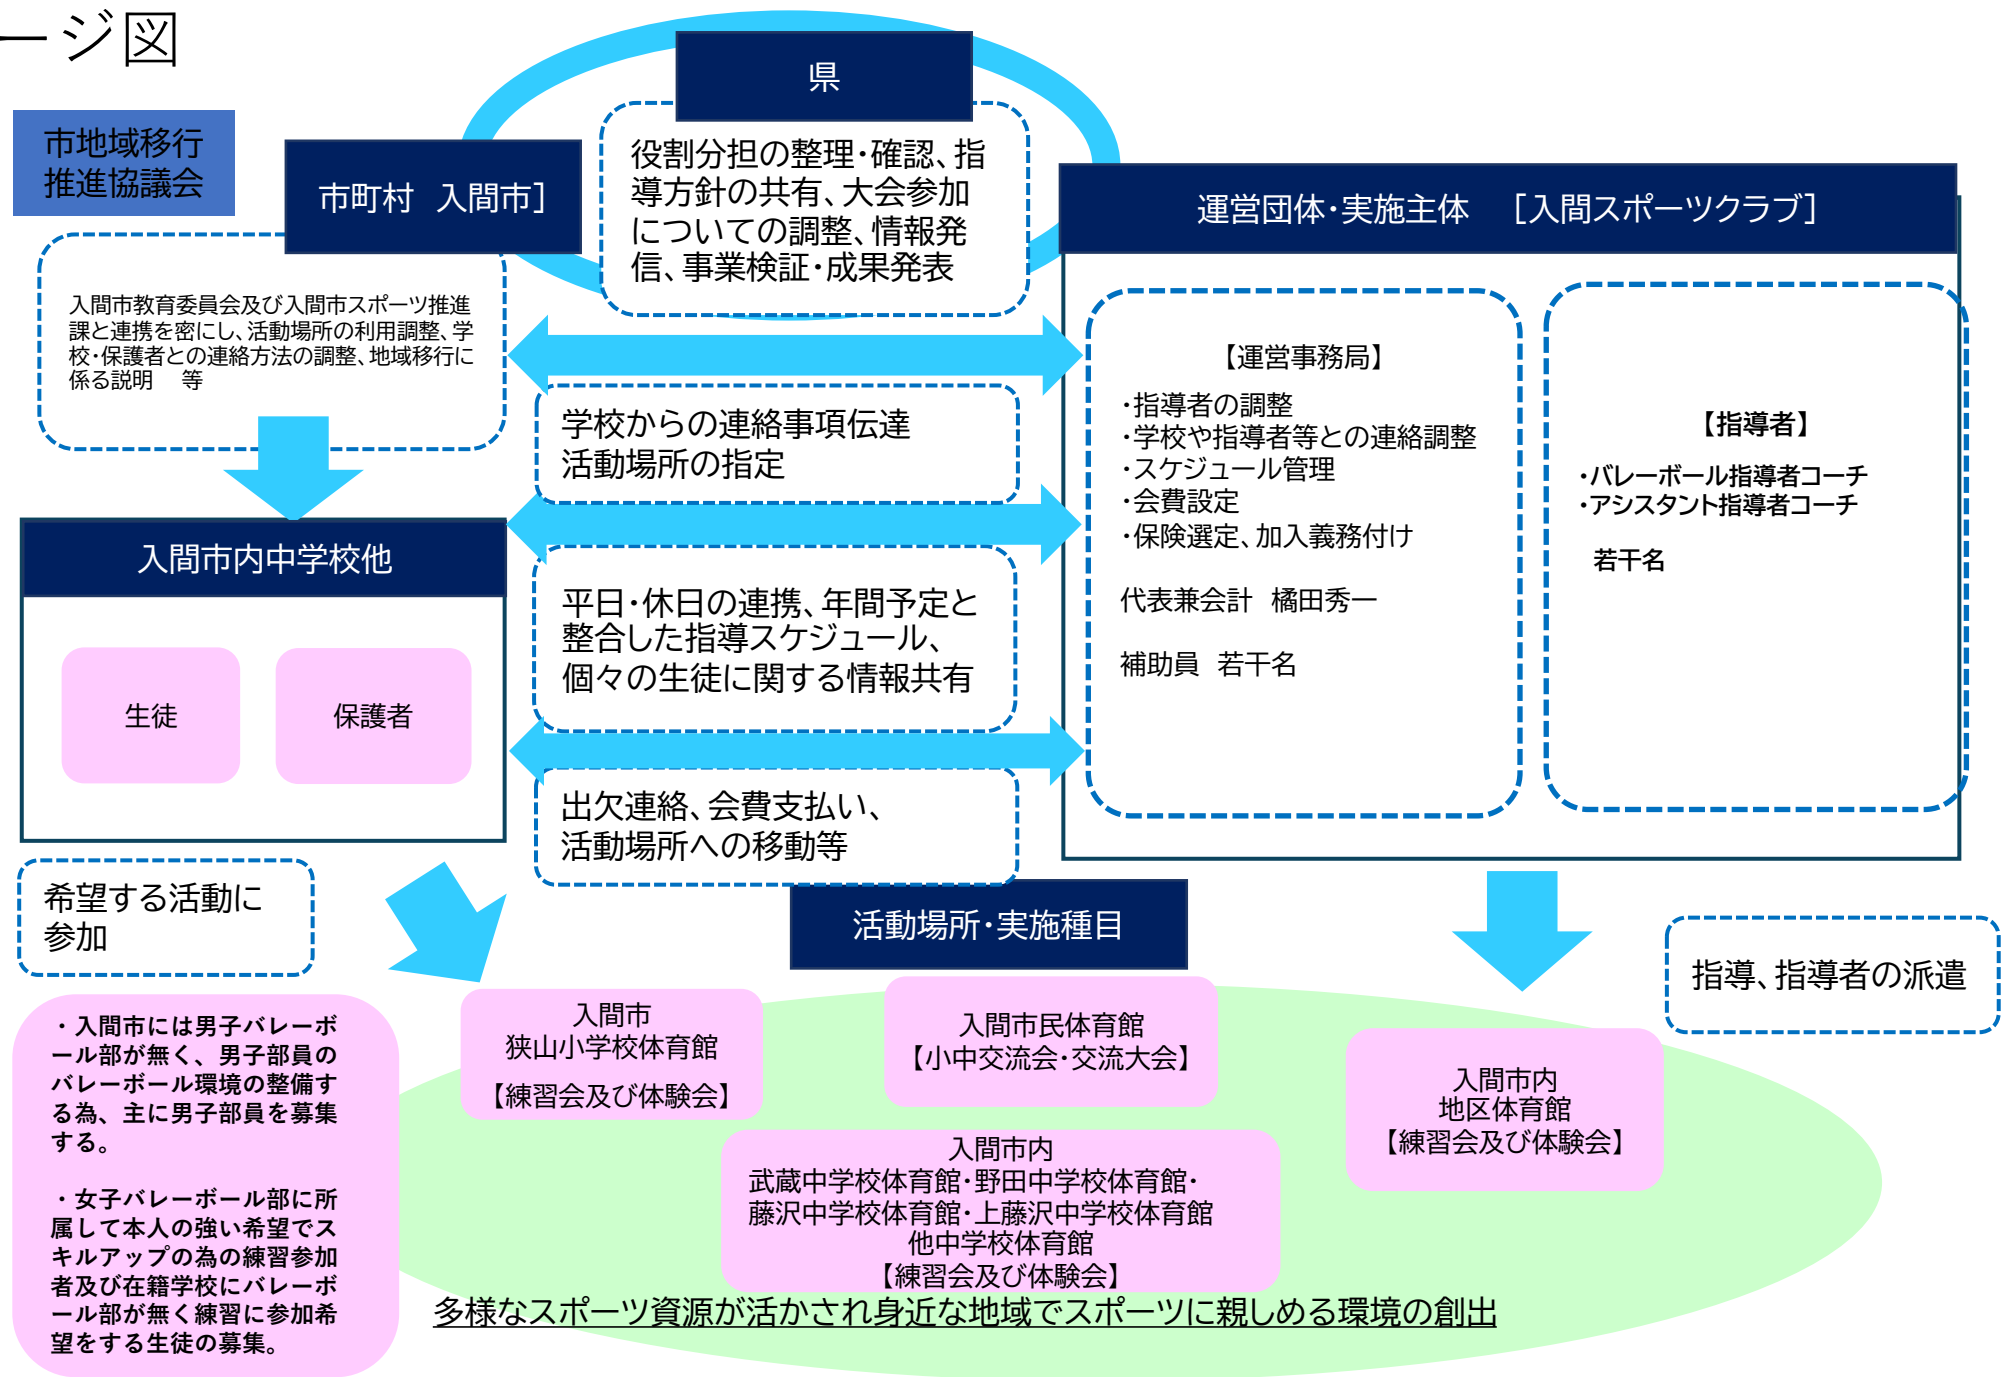 ージ図
県
市地域移行
推進協議会
市町村　入間市］
役割分担の整理・確認、指
導方針の共有、大会参加
についての調整、情報発
信、事業検証・成果発表
運営団体・実施主体　［入間スポーツクラブ］
入間市教育委員会及び入間市スポーツ推進
課と連携を密にし、活動場所の利用調整、学
校・保護者との連絡方法の調整、地域移行に
係る説明　等
学校からの連絡事項伝達
活動場所の指定
【運営事務局】
・指導者の調整
・学校や指導者等との連絡調整
・スケジュール管理
・会費設定
・保険選定、加入義務付け
代表兼会計　橘田秀一
補助員　若干名
【指導者】
・バレーボール指導者コーチ
・アシスタント指導者コーチ
若干名
入間市内中学校他
生徒
保護者
平日・休日の連携、年間予定と
整合した指導スケジュール、
個々の生徒に関する情報共有
出欠連絡、会費支払い、
活動場所への移動等
希望する活動に
参加
活動場所・実施種目
指導、指導者の派遣
・入間市には男子バレーボ
ール部が無く、男子部員の
バレーボール環境の整備す
る為、主に男子部員を募集
する。
・女子バレーボール部に所
属して本人の強い希望でス
キルアップの為の練習参加
者及び在籍学校にバレーボ
ール部が無く練習に参加希
望をする生徒の募集。
入間市
狭山小学校体育館
【練習会及び体験会】
入間市民体育館
【小中交流会・交流大会】
入間市内
地区体育館
【練習会及び体験会】
入間市内
武蔵中学校体育館・野田中学校体育館・
藤沢中学校体育館・上藤沢中学校体育館
他中学校体育館
【練習会及び体験会】
多様なスポーツ資源が活かされ身近な地域でスポーツに親しめる環境の創出